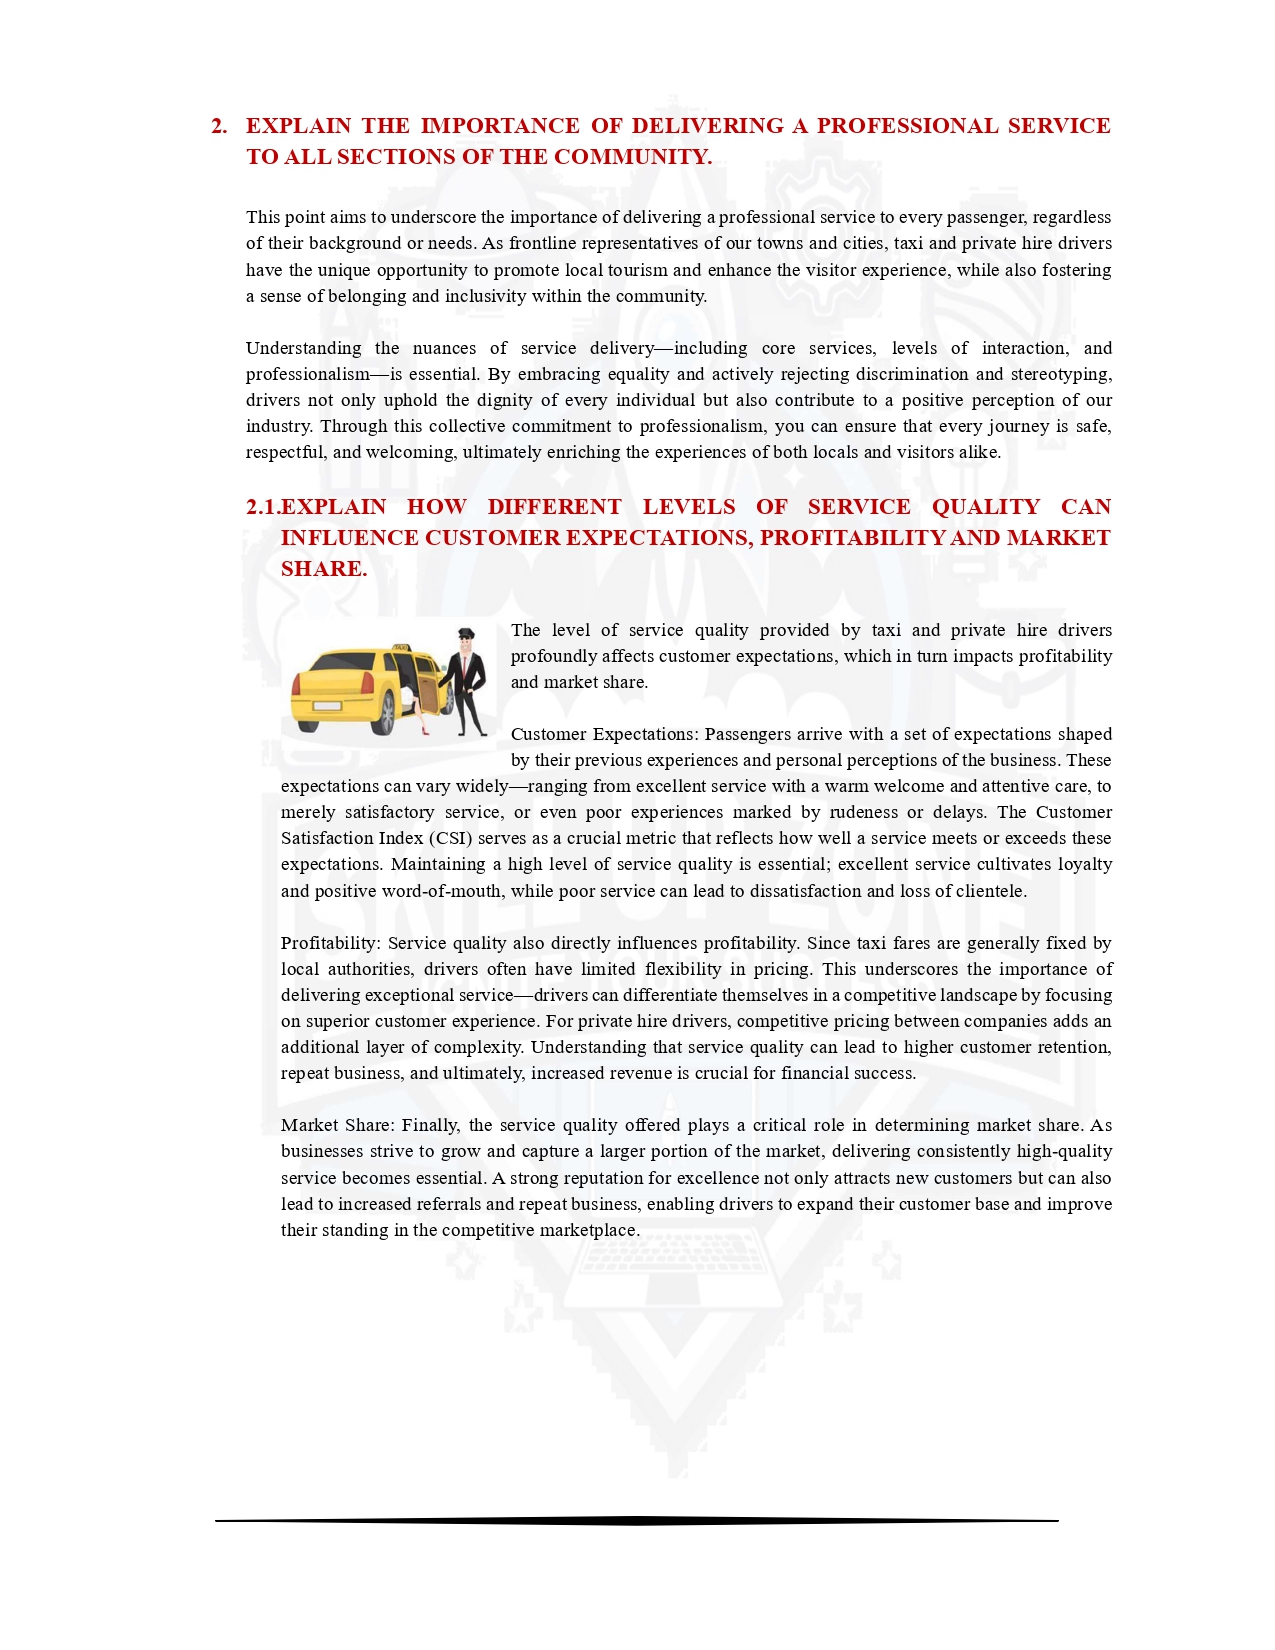 2. EXPLAIN THE IMPORTANCE OF DELIVERING A PROFESSIONAL SERVICE
TO ALL SECTIONS OF THE COMMUNITY.
This point aims to underscore the importance of delivering a professional service to every passenger, regardless
of their background or needs. As frontline representatives of our towns and cities, taxi and private hire drivers
have the unique opportunity to promote local tourism and enhance the visitor experience, while also fostering
a sense of belonging and inclusivity within the community.
Understanding the nuances of service delivery—including core services, levels of interaction, and
professionalism—is essential. By embracing equality and actively rejecting discrimination and stereotyping,
drivers not only uphold the dignity of every individual but also contribute to a positive perception of our
industry. Through this collective commitment to professionalism, you can ensure that every journey is safe,
respectful, and welcoming, ultimately enriching the experiences of both locals and visitors alike.
2.1.EXPLAIN HOW DIFFERENT LEVELS OF SERVICE QUALITY CAN
INFLUENCE CUSTOMER EXPECTATIONS, PROFITABILITY AND MARKET
SHARE.
The level of service quality provided by taxi and private hire drivers
profoundly affects customer expectations, which in turn impacts profitability
and market share.
TAXI
Customer Expectations: Passengers arrive with a set of expectations shaped
by their previous experiences and personal perceptions of the business. These
expectations can vary widely—ranging from excellent service with a warm welcome and attentive care, to
merely satisfactory service, or even poor experiences marked by rudeness or delays. The Customer
Satisfaction Index (CSI) serves as a crucial metric that reflects how well a service meets or exceeds these
expectations. Maintaining a high level of service quality is essential; excellent service cultivates loyalty
and positive word-of-mouth, while poor service can lead to dissatisfaction and loss of clientele.
SKILL UP ZONE
Profitability: Service quality also directly influences profitability. Since taxi fares are generally fixed by
local authorities, drivers often have limited flexibility in pricing. This underscores the importance of
delivering exceptional service—drivers can differentiate themselves in a competitive landscape by focusing
on superior customer experience. For private hire drivers, competitive pricing between companies adds an
additional layer of complexity. Understanding that service quality can lead to higher customer retention,
repeat business, and ultimately, increased revenue is crucial for financial success.
IGNITE YOUR SUCCESS
Market Share: Finally, the service quality offered plays a critical role in determining market share. As
businesses strive to grow and capture a larger portion of the market, delivering consistently high-quality
service becomes essential. A strong reputation for excellence not only attracts new customers but can also
lead to increased referrals and repeat business, enabling drivers to expand their customer base and improve
their standing in the competitive marketplace.